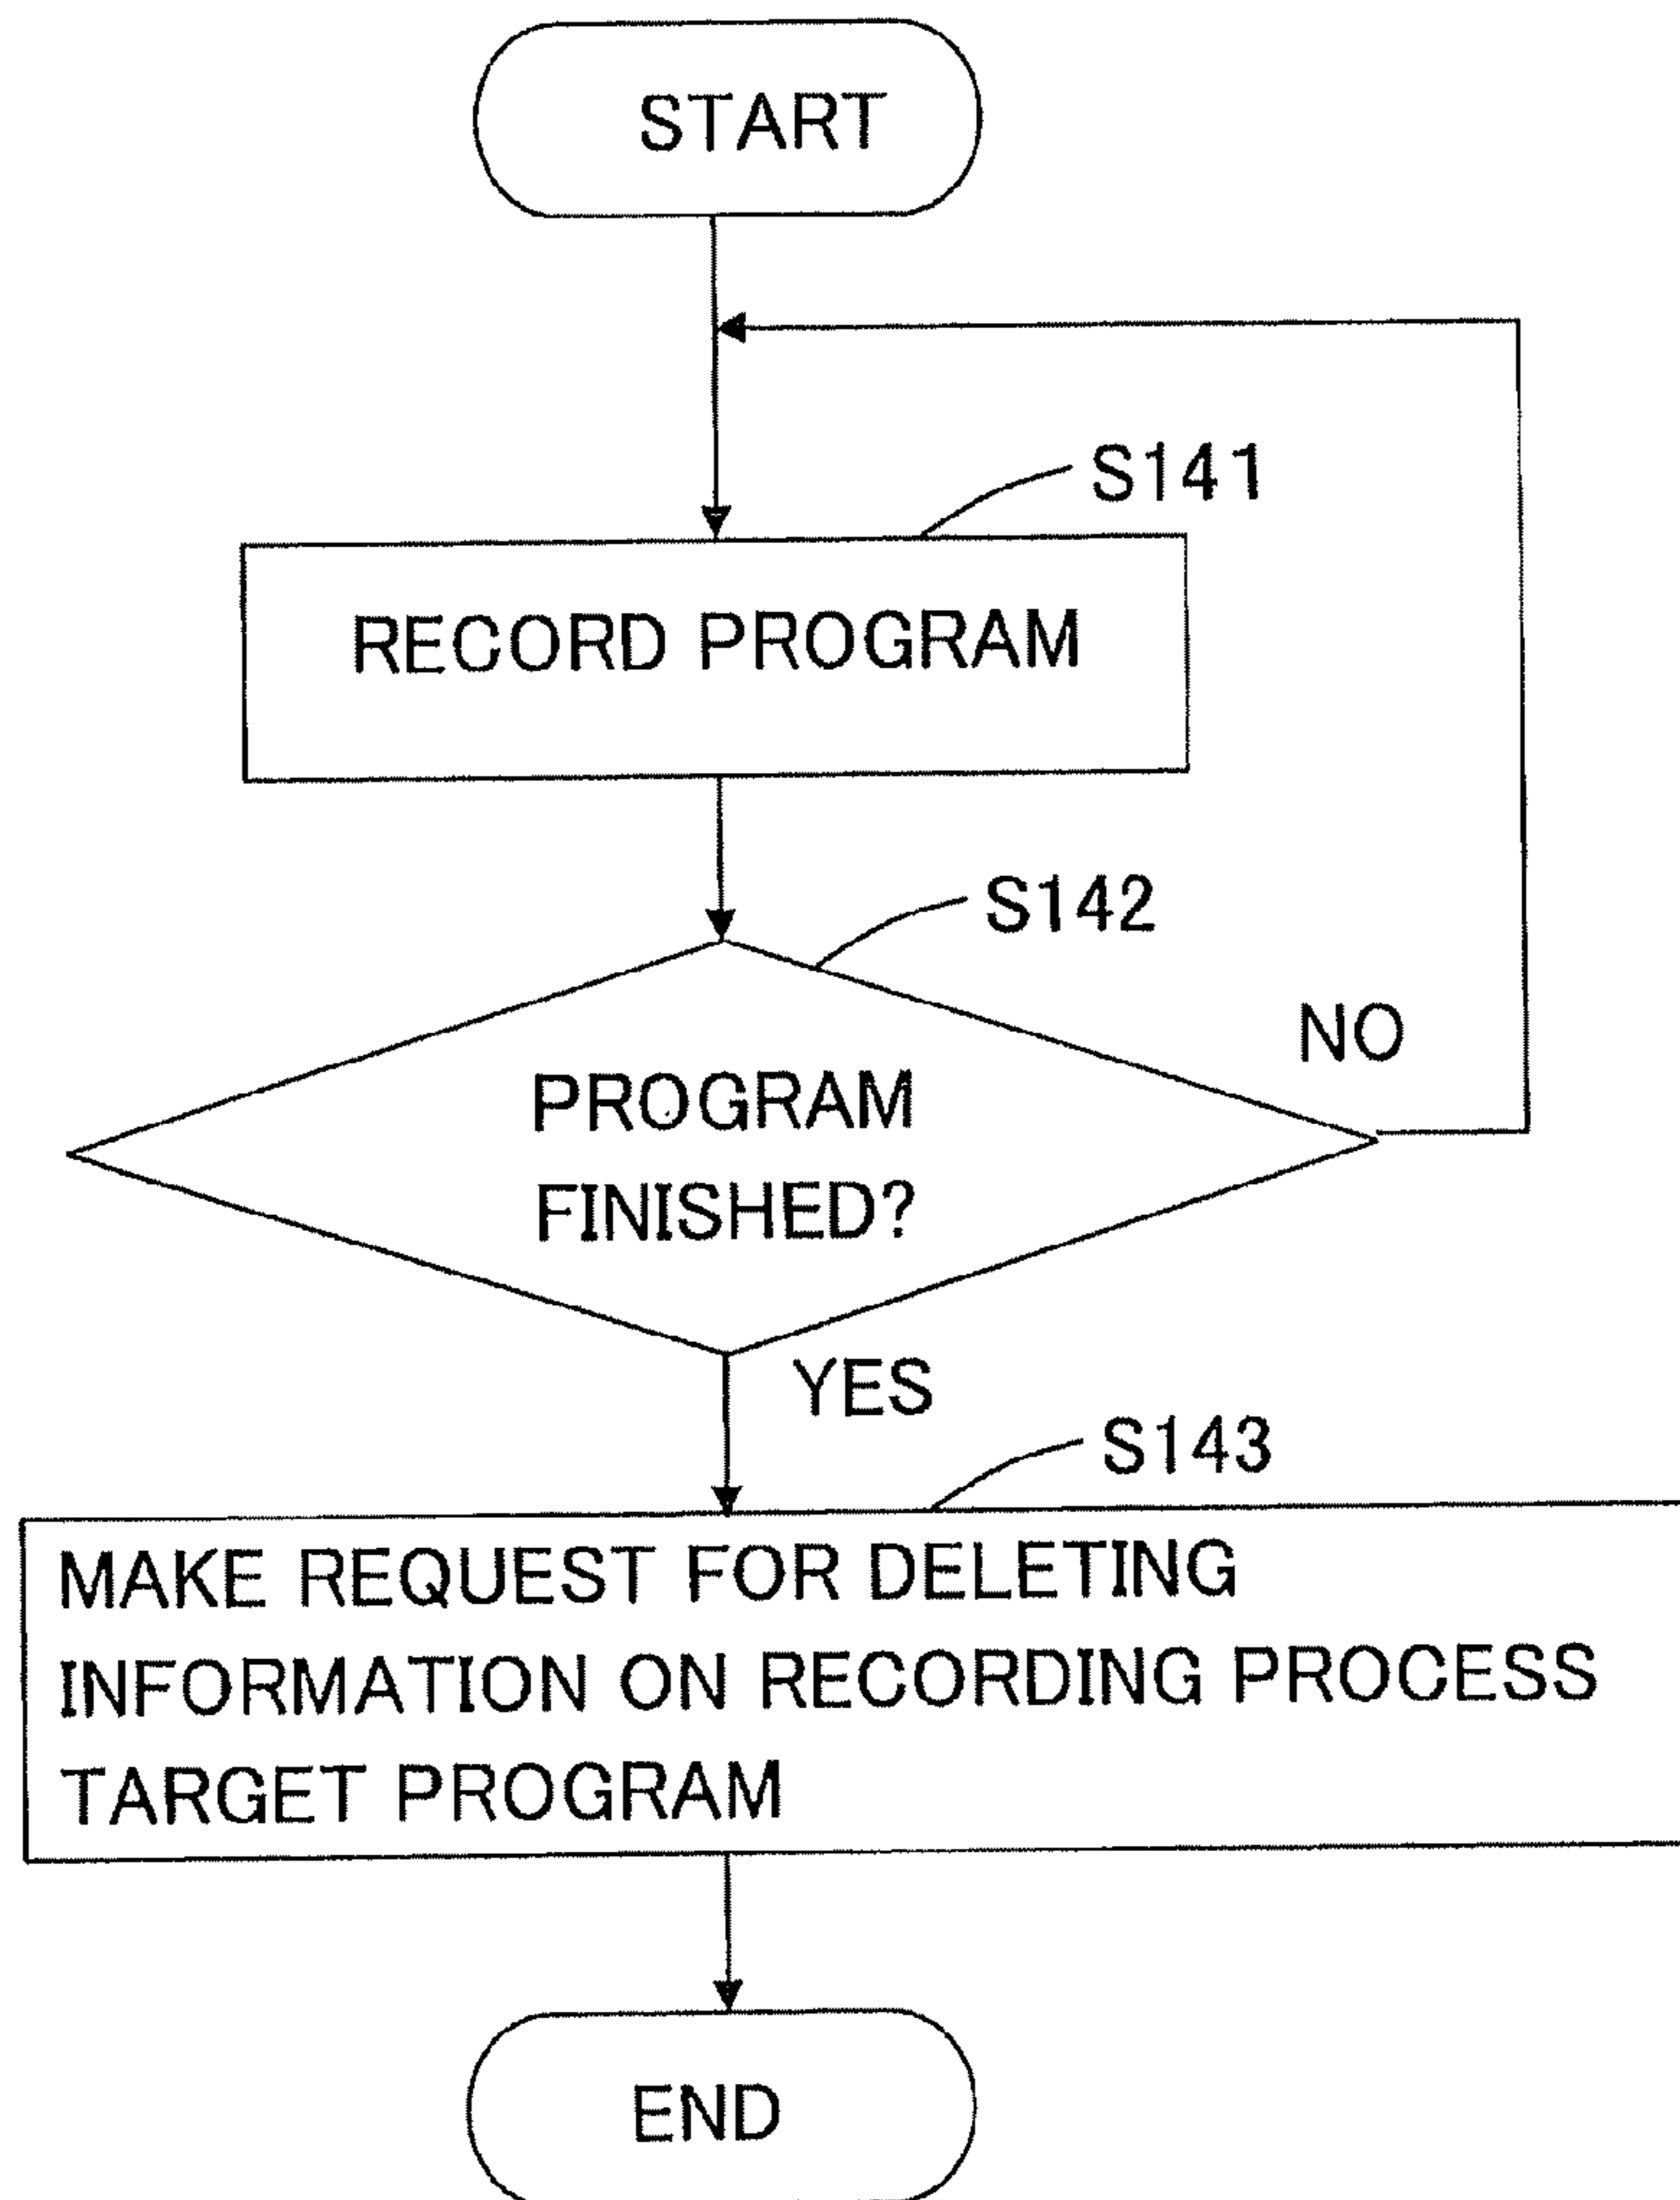 START
S141
RECORD PROGRAM
S142
NO
PROGRAM
FINISHED?
YES
S143
MAKE REQUEST FOR DELETING
INFORMATION ON RECORDING PROCESS
TARGET PROGRAM
END